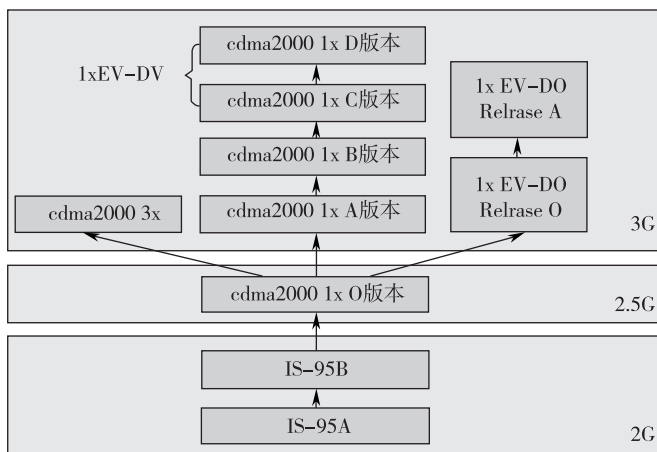 cdma2000 1x D版本
1xEV-DV
cdma2000 1x C版本
1x EV-DO
Relrase A
cdma2000 1x B版本
cdma2000 3x
cdma2000 1x A版本
1x EV-DO
Relrase O
3G
cdma2000 1x O版本
2.5G
IS-95B
IS-95A
2G